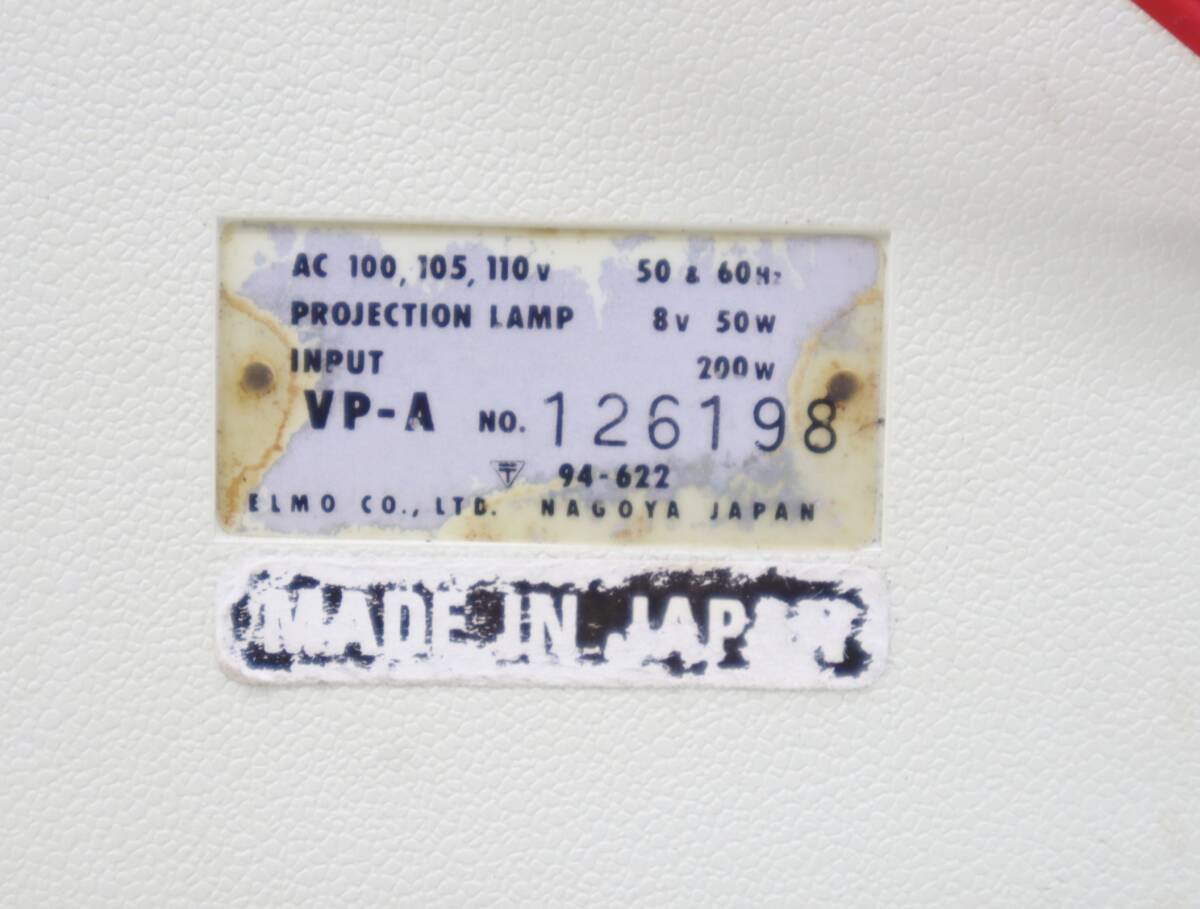 AC 100, 105, 110V 50 & 60Hz
PROJECTION LAMP 8V 50W
INPUT 200W
VP-A NO. 126198
〒 94-622
ELMO CO., LTD. NAGOYA JAPAN
MADE IN JAPAN